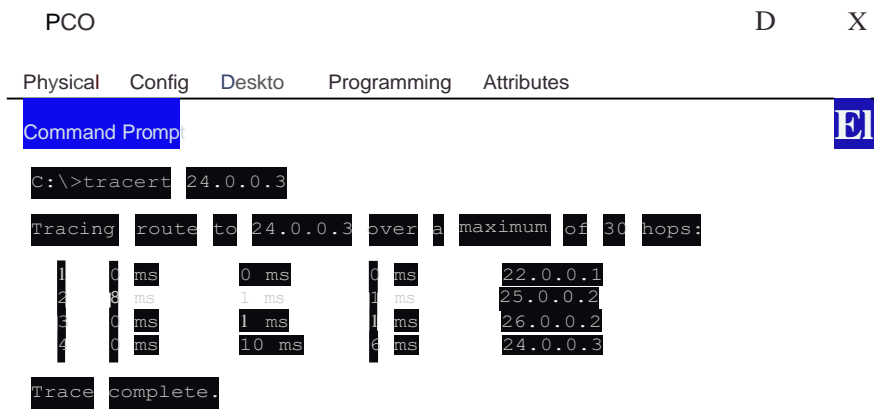 PCO D X
Physical Config Deskto Programming Attributes
Command Prompt El
C:\>tracert 24.0.0.3
Tracing route to 24.0.0.3 over a maximum of 30 hops:
1 0 ms 0 ms 0 ms 22.0.0.1
2 8 ms 1 ms 1 ms 25.0.0.2
3 0 ms 1 ms 1 ms 26.0.0.2
4 0 ms 10 ms 6 ms 24.0.0.3
Trace complete.